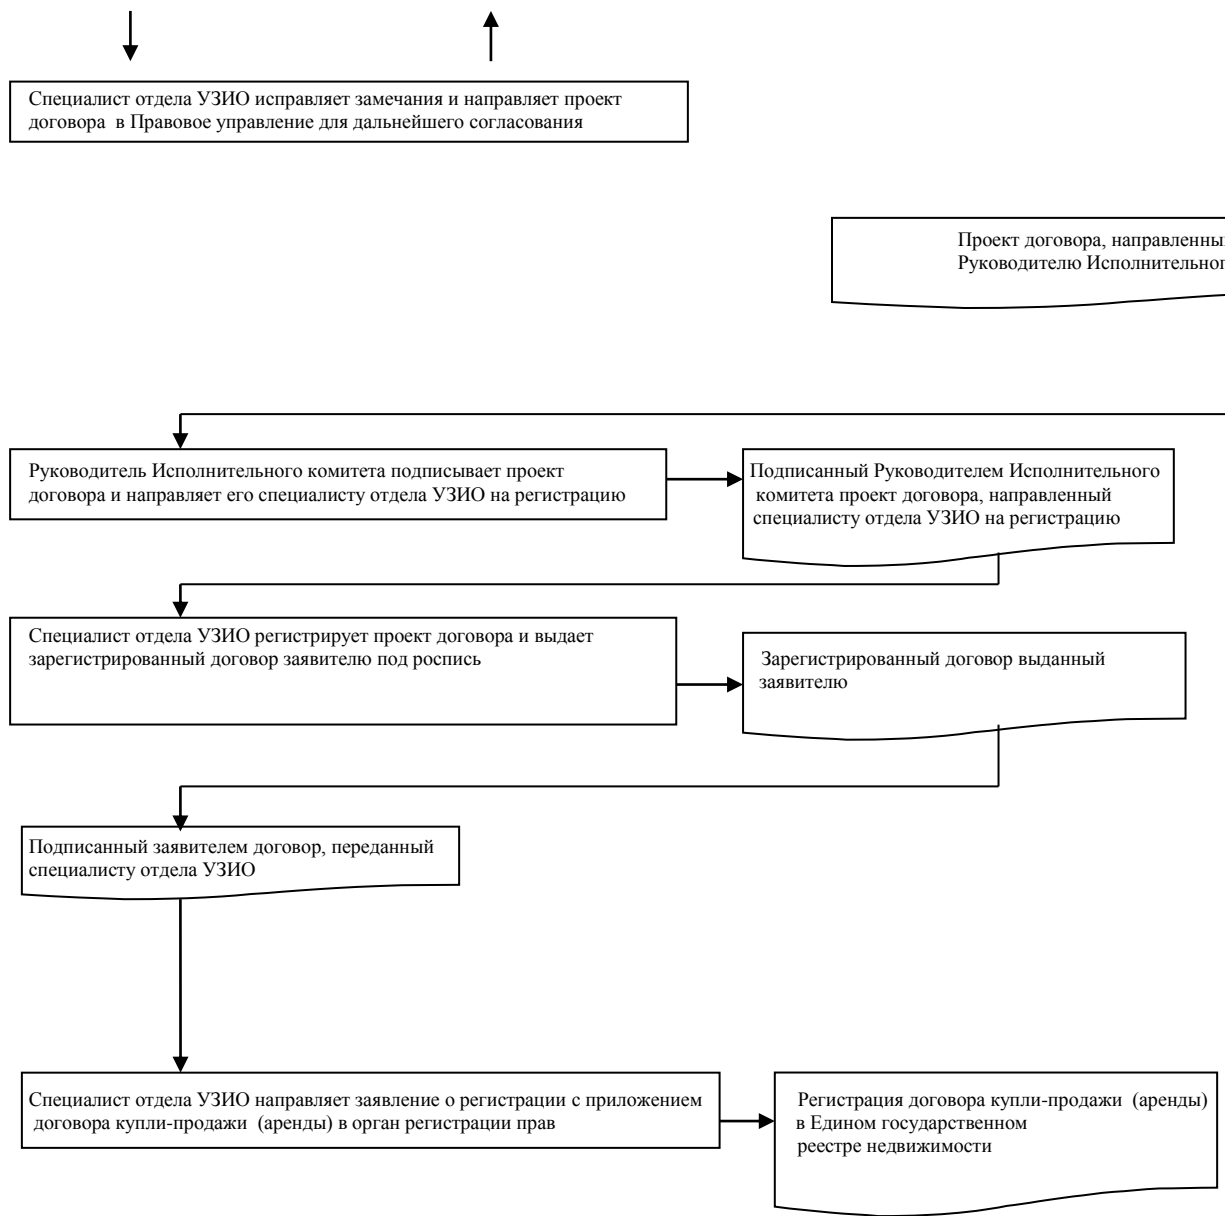 Специалист отдела УЗИО исправляет замечания и направляет проект
договора в Правовое управление для дальнейшего согласования
Проект договора, направленны
Руководителю Исполнительног
Руководитель Исполнительного комитета подписывает проект
договора и направляет его специалисту отдела УЗИО на регистрацию
Подписанный Руководителем Исполнительного
комитета проект договора, направленный
специалисту отдела УЗИО на регистрацию
Специалист отдела УЗИО регистрирует проект договора и выдает
зарегистрированный договор заявителю под роспись
Зарегистрированный договор выданный
заявителю
Подписанный заявителем договор, переданный
специалисту отдела УЗИО
Специалист отдела УЗИО направляет заявление о регистрации с приложением
договора купли-продажи (аренды) в орган регистрации прав
Регистрация договора купли-продажи (аренды)
в Едином государственном
реестре недвижимости